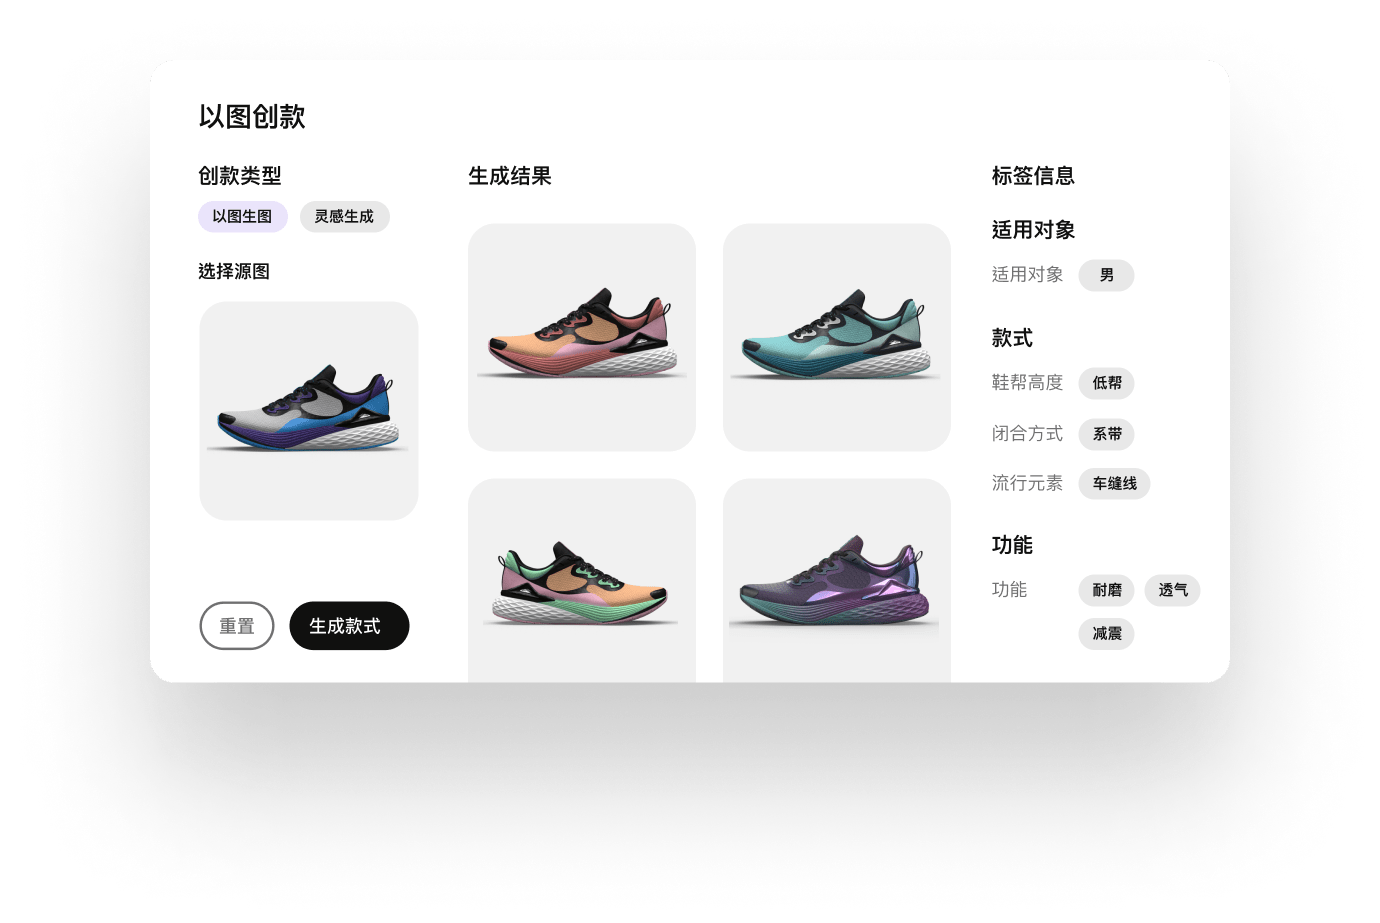 以图创款
创款类型
以图生图
灵感生成
选择源图
重置
生成款式
生成结果
标签信息
适用对象
适用对象 男
款式
鞋帮高度 低帮
闭合方式 系带
流行元素 车缝线
功能
功能 耐磨 透气
减震